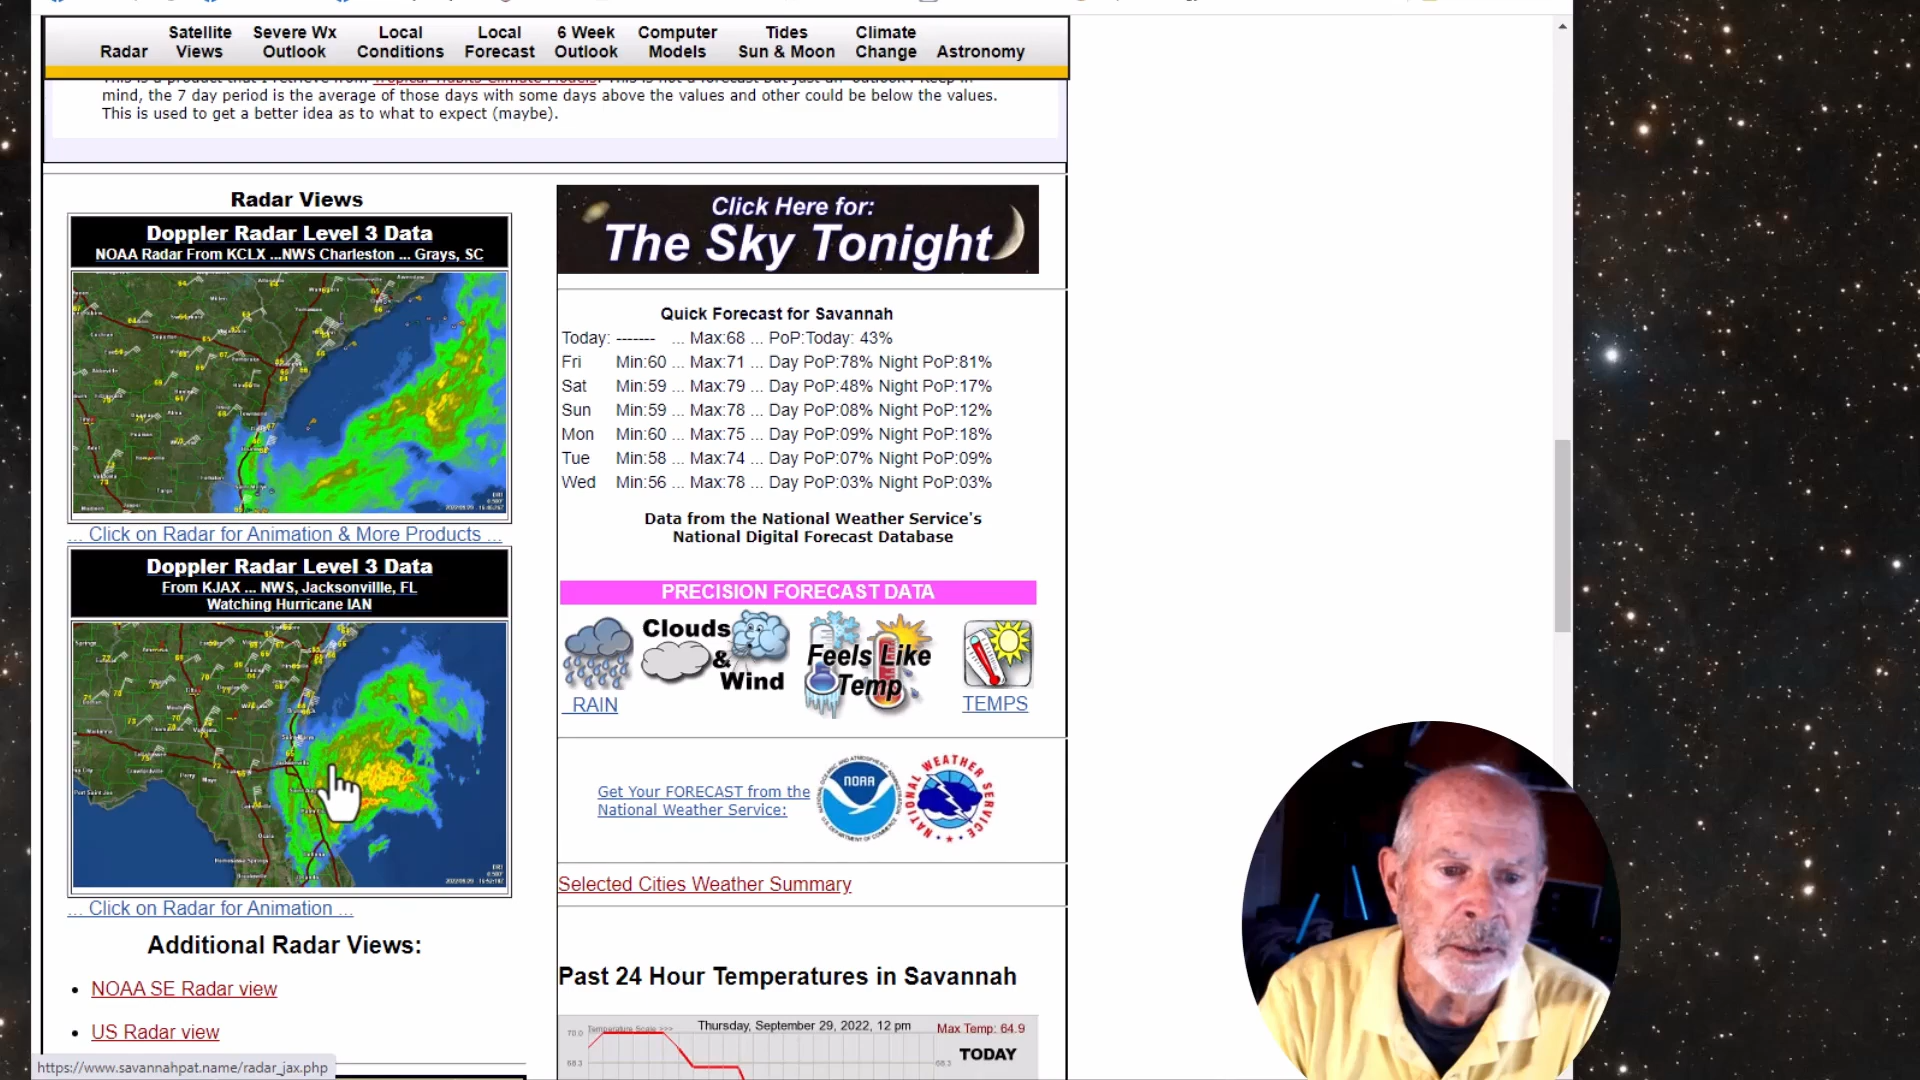 Radar
Satellite
Views
Severe Wx
Outlook
Local
Conditions
Local
Forecast
6 Week
Outlook
Computer
Models
Tides
Sun & Moon
Climate
Change
Astronomy
mind, the 7 day period is the average of those days with some days above the values and other could be below the values.
This is used to get a better idea as to what to expect (maybe).
Radar Views
Doppler Radar Level 3 Data
NOAA Radar From KCLX ...NWS Charleston ... Grays, SC
... Click on Radar for Animation & More Products ...
Doppler Radar Level 3 Data
From KJAX ... NWS, Jacksonvillle, FL
Watching Hurricane IAN
... Click on Radar for Animation ...
Additional Radar Views:
NOAA SE Radar view
US Radar view
https://www.savannahpat.name/radar_jax.php
Click Here for:
The Sky Tonight
Quick Forecast for Savannah
Today: ------- ... Max:68 ... PoP:Today: 43%
Fri Min:60 ... Max:71 ... Day PoP:78% Night PoP:81%
Sat Min:59 ... Max:79 ... Day PoP:48% Night PoP:17%
Sun Min:59 ... Max:78 ... Day PoP:08% Night PoP:12%
Mon Min:60 ... Max:75 ... Day PoP:09% Night PoP:18%
Tue Min:58 ... Max:74 ... Day PoP:07% Night PoP:09%
Wed Min:56 ... Max:78 ... Day PoP:03% Night PoP:03%
Data from the National Weather Service's
National Digital Forecast Database
PRECISION FORECAST DATA
RAIN
Clouds
&
Wind
Feels Like
Temp
TEMPS
Get Your FORECAST from the
National Weather Service:
NOAA
NATIONAL WEATHER SERVICE
Selected Cities Weather Summary
Past 24 Hour Temperatures in Savannah
70.0 Temperature Scale >>> Thursday, September 29, 2022, 12 pm Max Temp: 64.9
TODAY
68.3 68.3